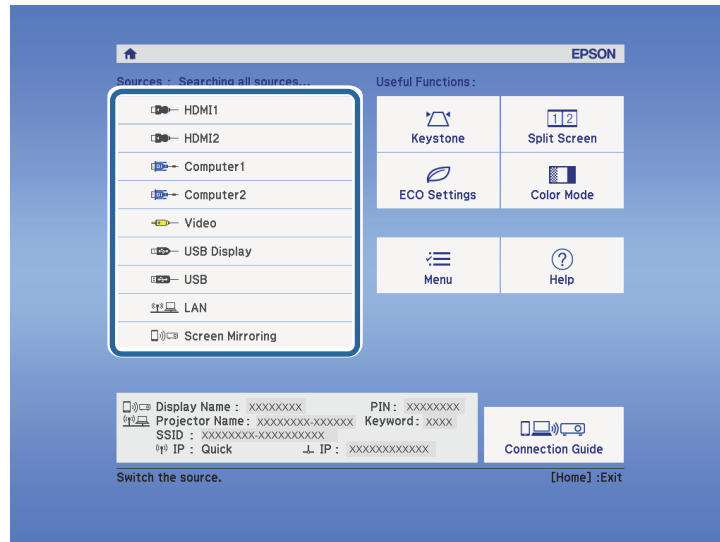 EPSON
Sources : Searching all sources...
HDMI1
HDMI2
Computer1
Computer2
Video
USB Display
USB
LAN
Screen Mirroring
Useful Functions :
Keystone
1 2
Split Screen
ECO Settings
Color Mode
Menu
?
Help
Display Name : XXXXXXXX PIN : XXXXXXXX
Projector Name : XXXXXXXX-XXXXXX Keyword : XXXX
SSID : XXXXXXXX-XXXXXXXXXX
IP : Quick IP : XXXXXXXXXXXX
Connection Guide
Switch the source. [Home] :Exit